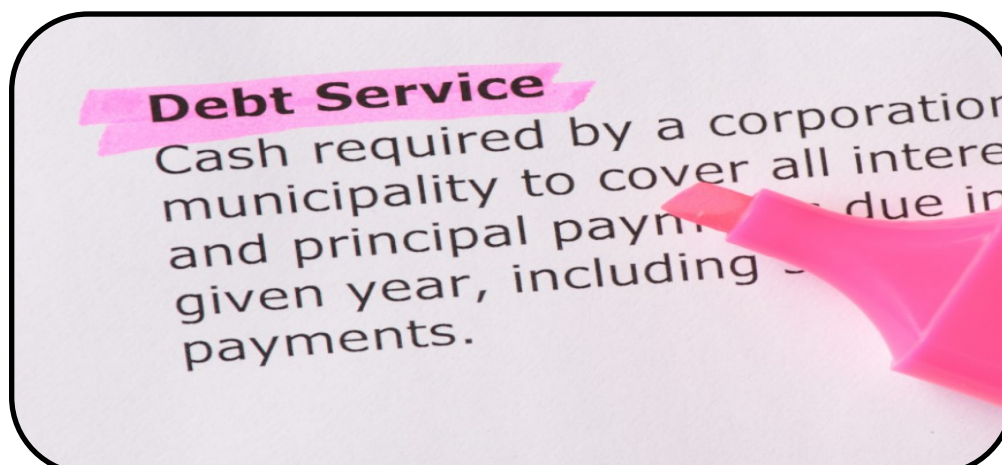 Debt Service
Cash required by a corporation
municipality to cover all intere
and principal due in
given year, including
payments.